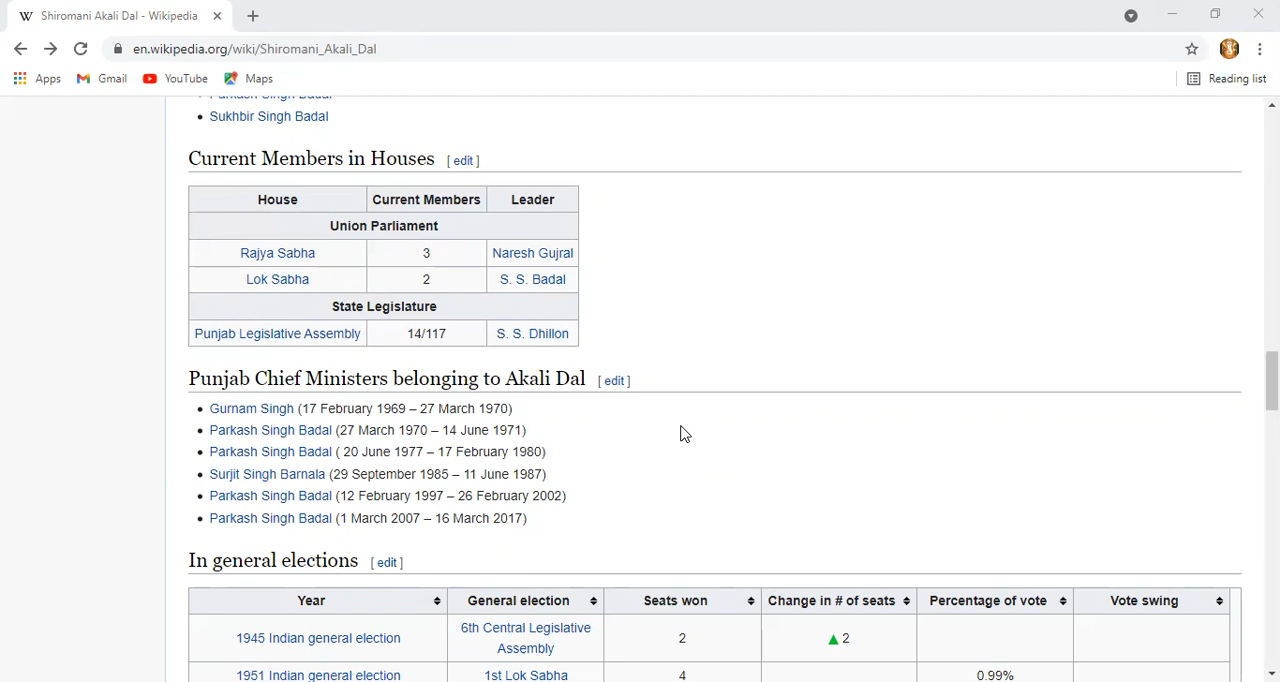 Shiromani Akali Dal - Wikipedia
en.wikipedia.org/wiki/Shiromani_Akali_Dal
Apps Gmail YouTube Maps Reading list
Parkash Singh Badal
Sukhbir Singh Badal
Current Members in Houses [ edit ]
House Current Members Leader
Union Parliament
Rajya Sabha 3 Naresh Gujral
Lok Sabha 2 S. S. Badal
State Legislature
Punjab Legislative Assembly 14/117 S. S. Dhillon
Punjab Chief Ministers belonging to Akali Dal [ edit ]
Gurnam Singh (17 February 1969 – 27 March 1970)
Parkash Singh Badal (27 March 1970 – 14 June 1971)
Parkash Singh Badal ( 20 June 1977 – 17 February 1980)
Surjit Singh Barnala (29 September 1985 – 11 June 1987)
Parkash Singh Badal (12 February 1997 – 26 February 2002)
Parkash Singh Badal (1 March 2007 – 16 March 2017)
In general elections [ edit ]
Year General election Seats won Change in # of seats Percentage of vote Vote swing
1945 Indian general election 6th Central Legislative Assembly 2 ▲ 2
1951 Indian general election 1st Lok Sabha 4 0.99%